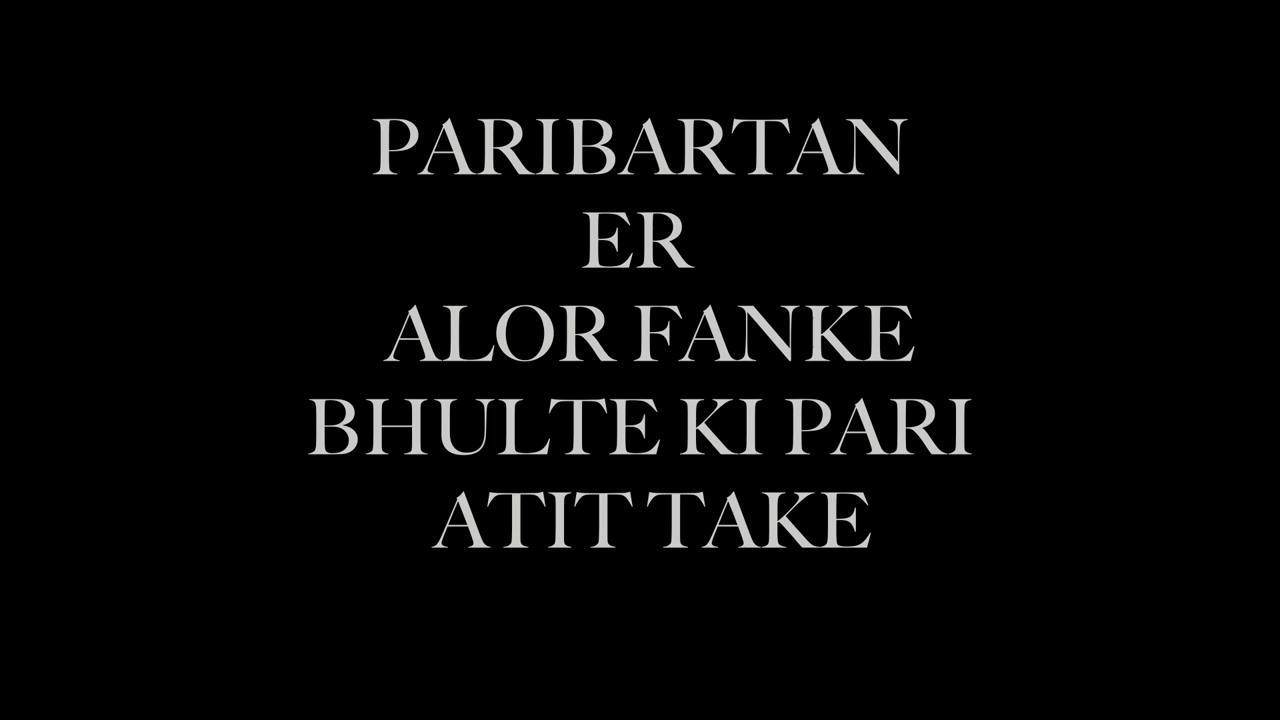 PARIBARTAN
ER
ALOR FANKE
BHULTE KI PARI
ATIT TAKE